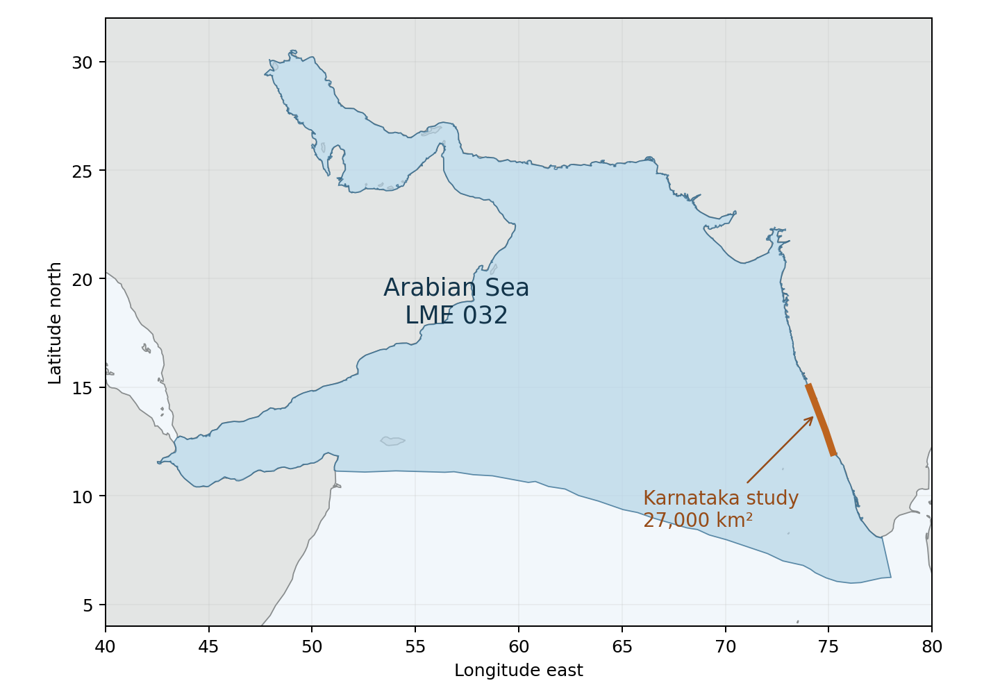 30
25
20
15
10
5
Latitude north
Arabian Sea
LME 032
Karnataka study
27,000 km²
40 45 50 55 60 65 70 75 80
Longitude east